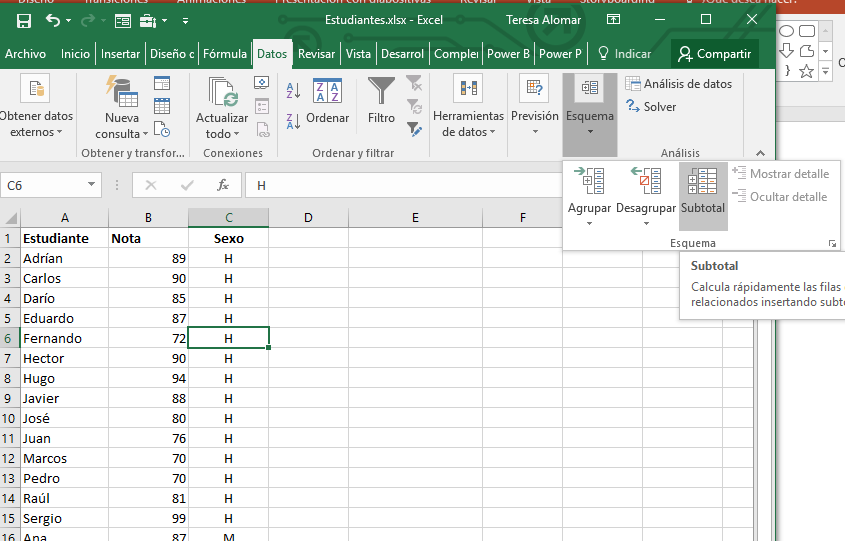 Estudiantes.xlsx - Excel
Teresa Alomar
Archivo Inicio Insertar Diseño c Fórmula Datos Revisar Vista Desarrol Complei Power B Power P Indicar Compartir
Obtener datos externos
Nueva consulta
Obtener y transfor...
Actualizar todo
Conexiones
Ordenar
Filtro
Ordenar y filtrar
Herramientas de datos
Previsión
Esquema
Análisis de datos
Solver
Análisis
C6
fx
H
Agrupar
Desagrupar
Subtotal
Mostrar detalle
Ocultar detalle
Esquema
Subtotal
Calcula rápidamente las filas
relacionados insertando subt
A B C D E F
1 Estudiante Nota Sexo
2 Adrían 89 H
3 Carlos 90 H
4 Darío 85 H
5 Eduardo 87 H
6 Fernando 72 H
7 Hector 90 H
8 Hugo 94 H
9 Javier 88 H
10 José 80 H
11 Juan 76 H
12 Marcos 70 H
13 Pedro 70 H
14 Raúl 81 H
15 Sergio 99 H
16 Ana 87 M